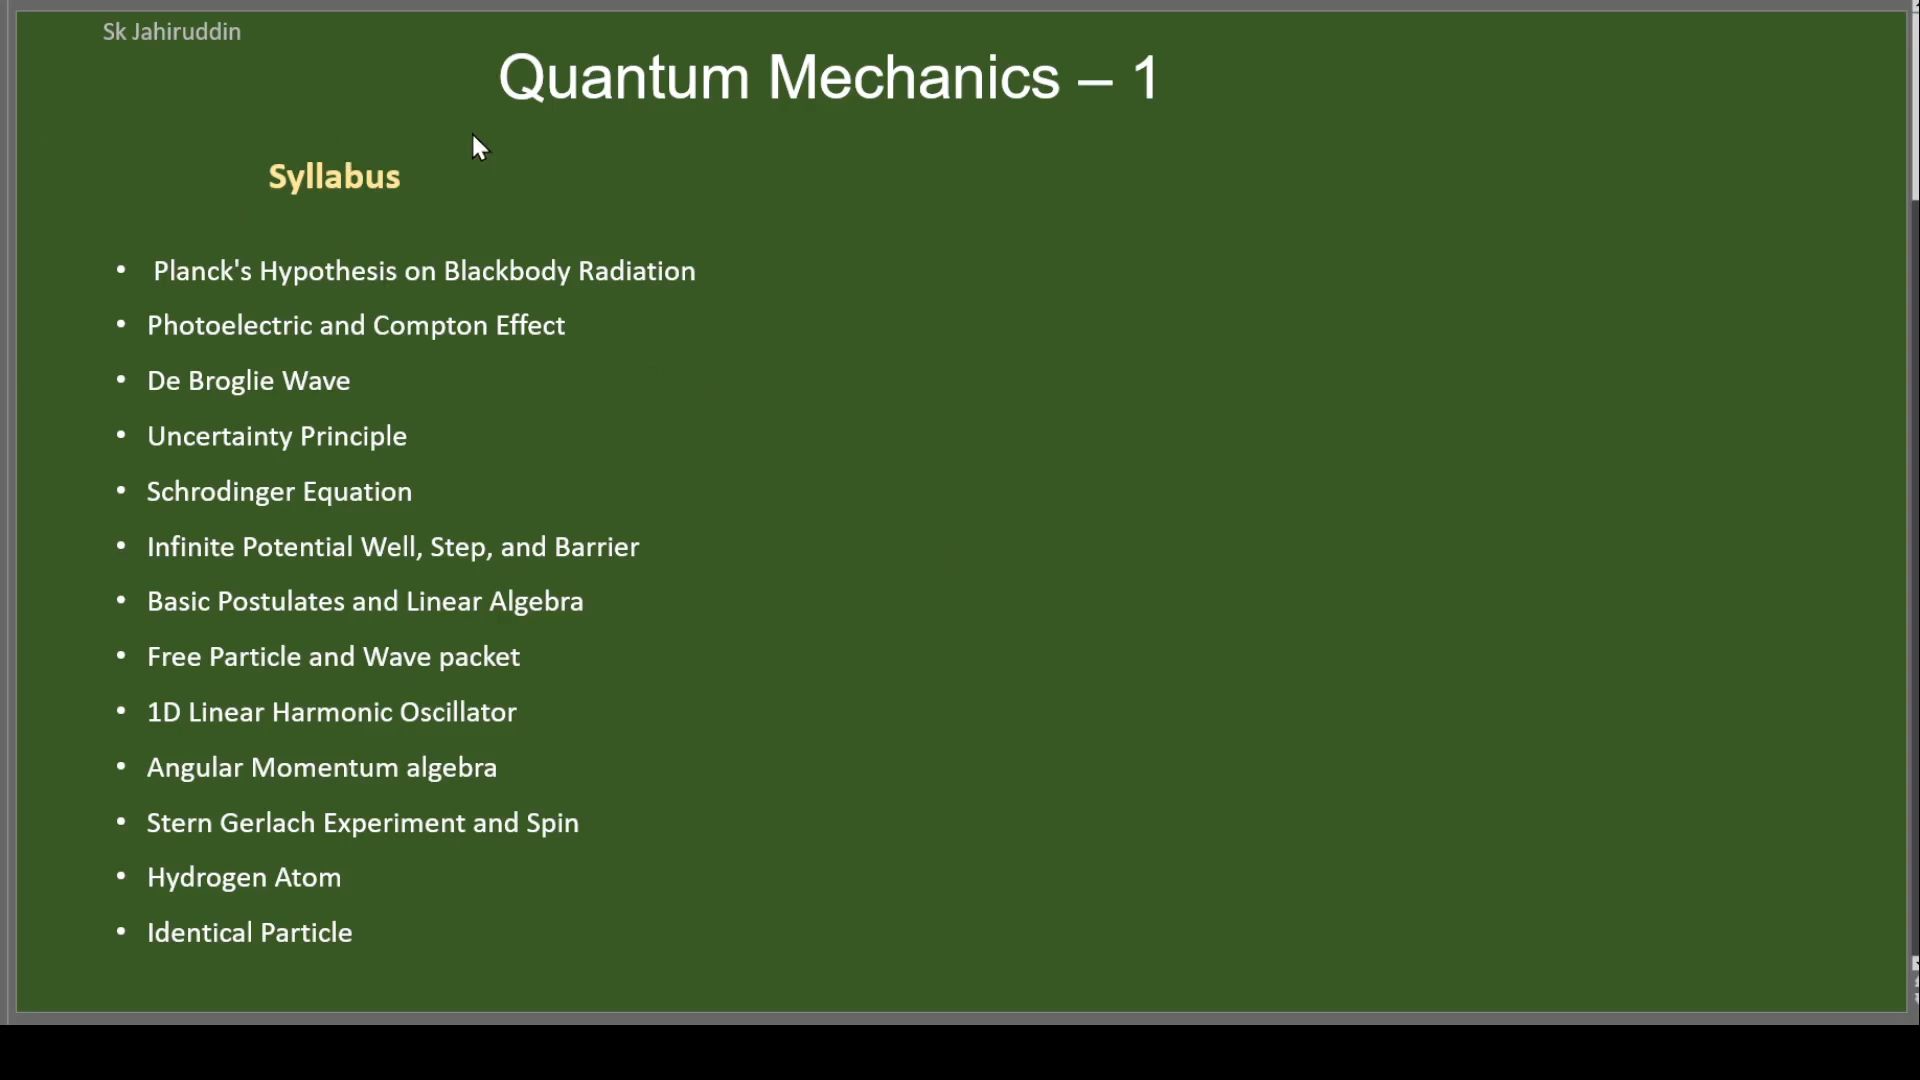 Sk Jahiruddin
Quantum Mechanics – 1
Syllabus
• Planck's Hypothesis on Blackbody Radiation
• Photoelectric and Compton Effect
• De Broglie Wave
• Uncertainty Principle
• Schrodinger Equation
• Infinite Potential Well, Step, and Barrier
• Basic Postulates and Linear Algebra
• Free Particle and Wave packet
• 1D Linear Harmonic Oscillator
• Angular Momentum algebra
• Stern Gerlach Experiment and Spin
• Hydrogen Atom
• Identical Particle